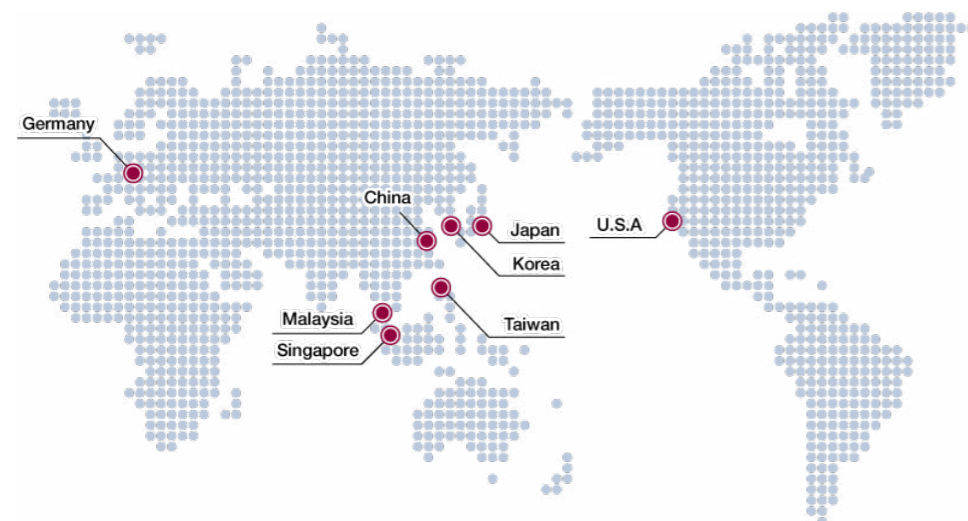 Germany
China
Japan
U.S.A
Korea
Malaysia
Taiwan
Singapore